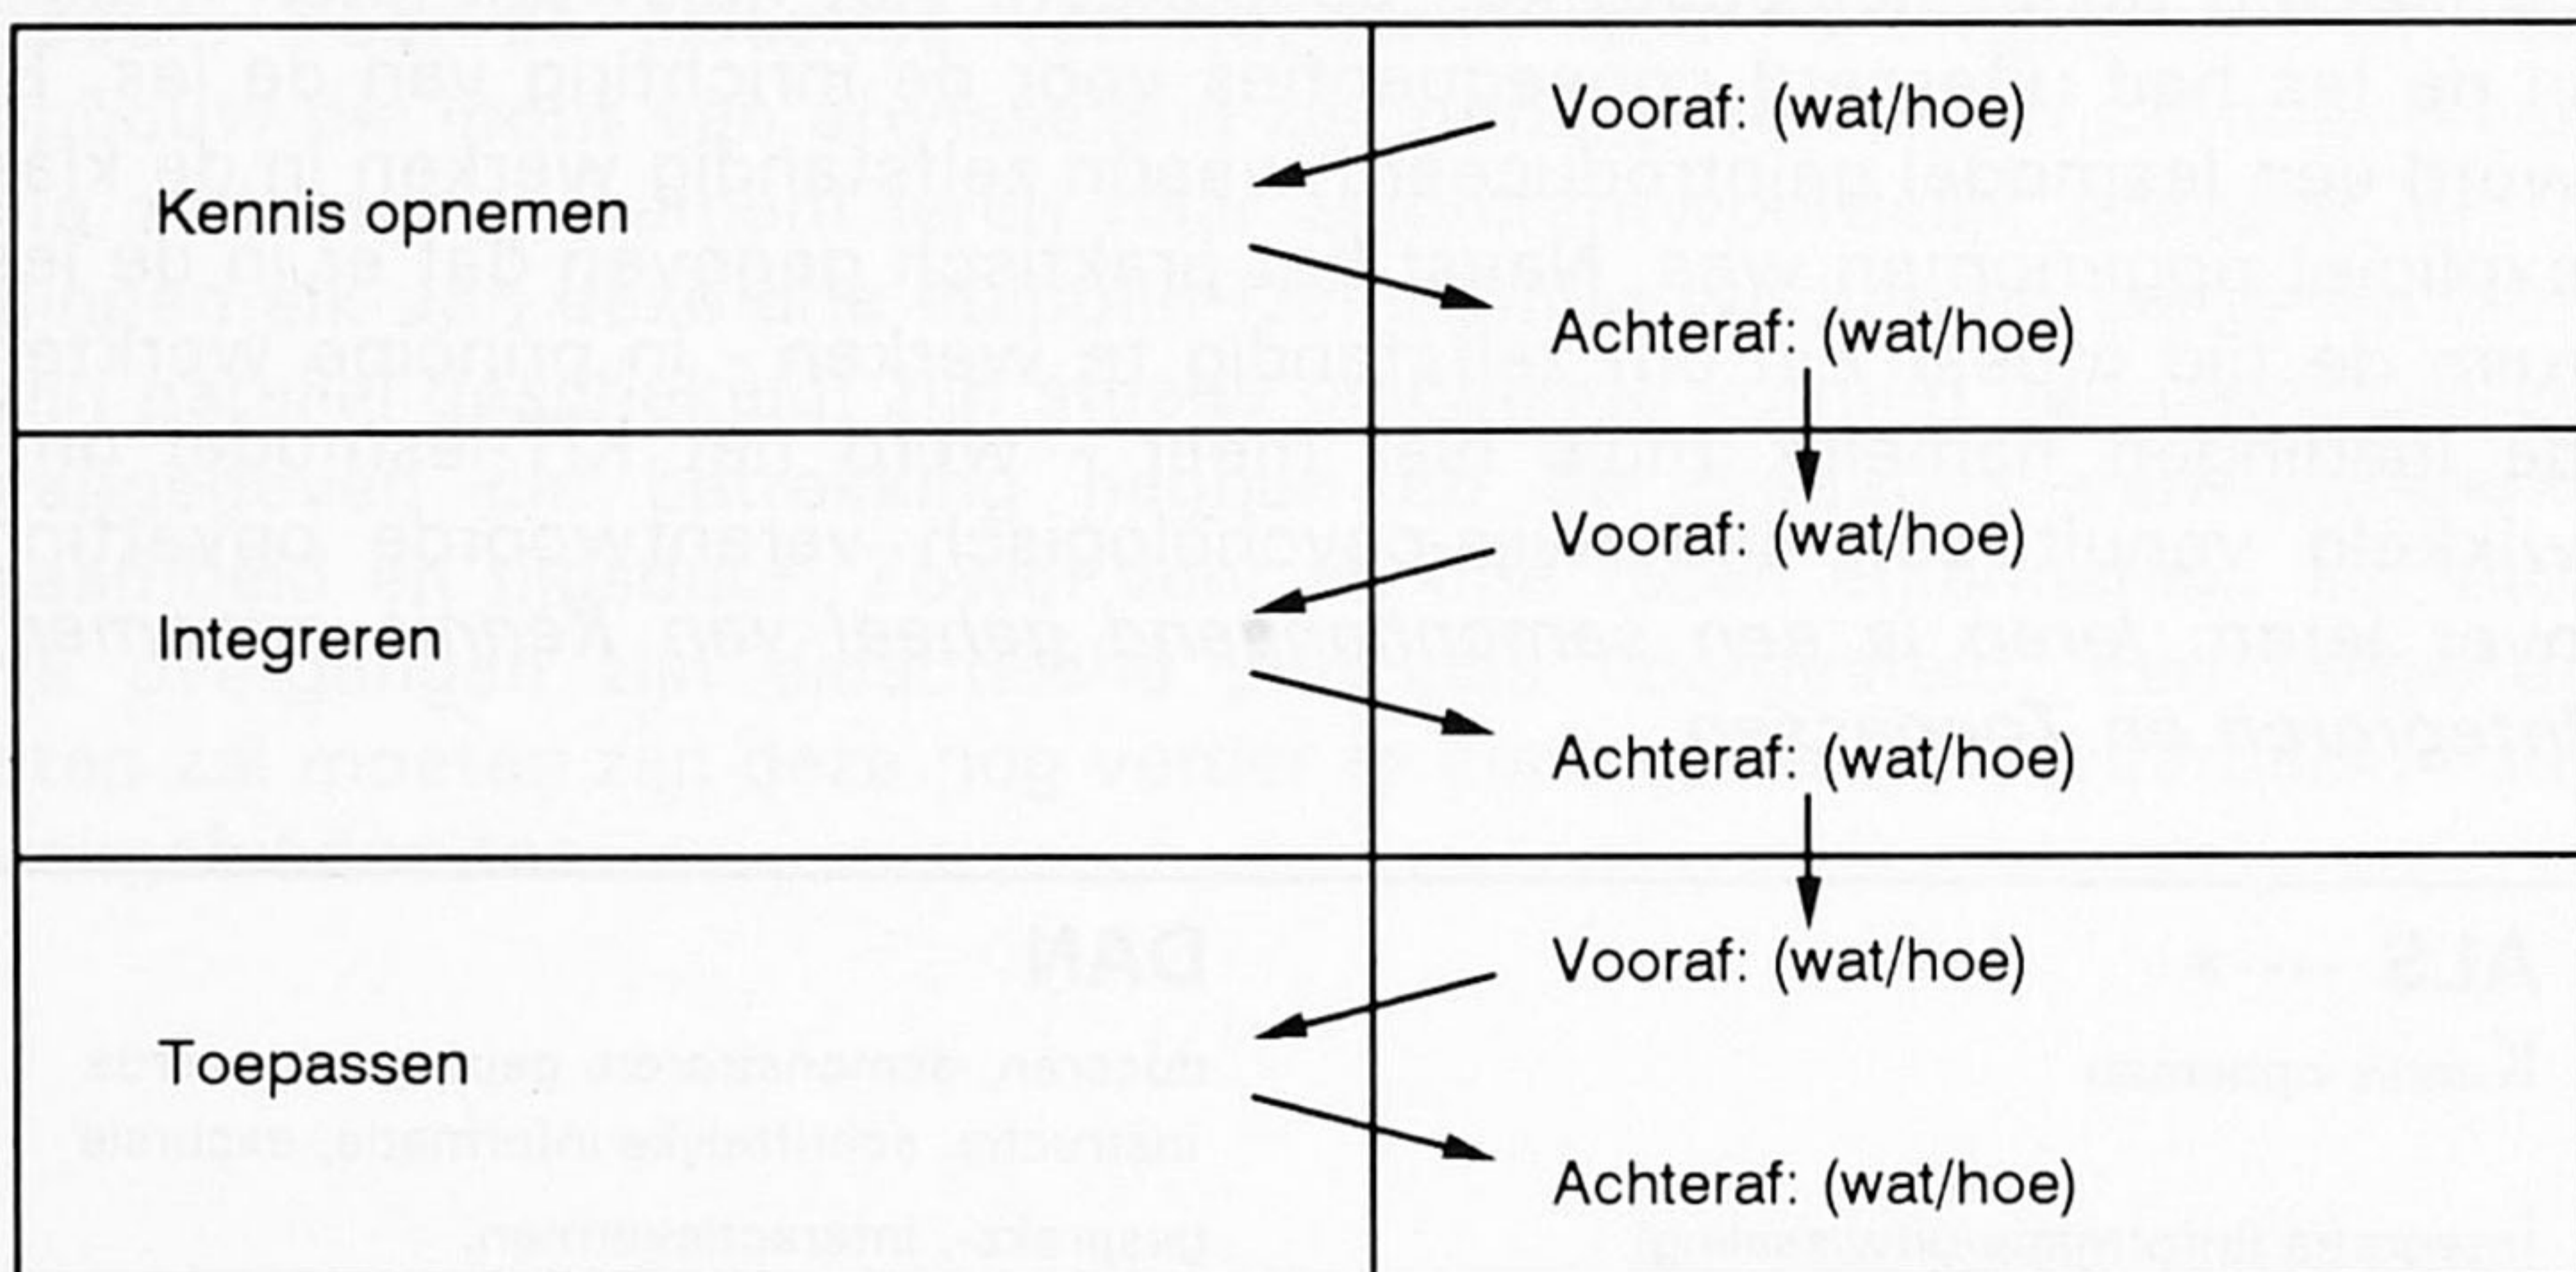 Vooraf: (wat/hoe)
Kennis opnemen
Achteraf: (wat/hoe)
Vooraf: (wat/hoe)
Integreren
Achteraf: (wat/hoe)
Vooraf: (wat/hoe)
Toepassen
Achteraf: (wat/hoe)